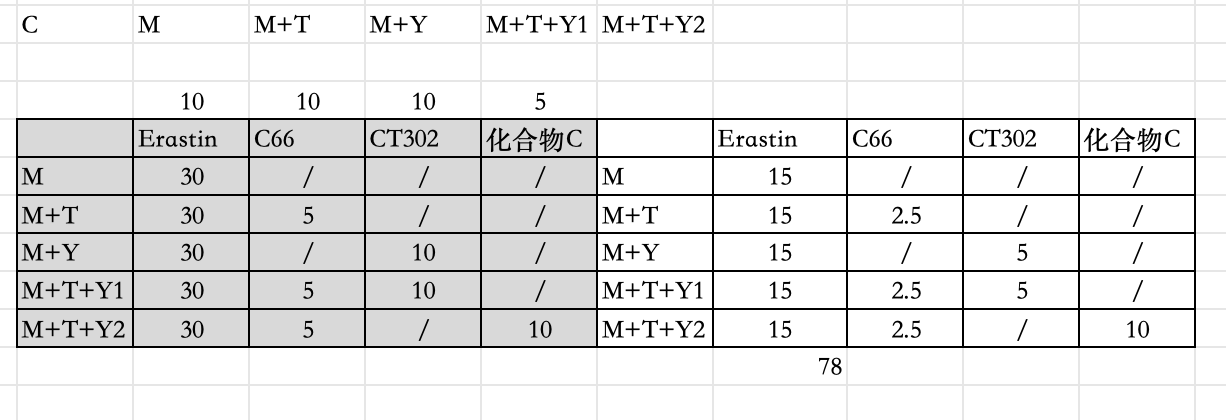 C M M+T M+Y M+T+Y1 M+T+Y2
10 10 10 5
Erastin C66 CT302 化合物C Erastin C66 CT302 化合物C
M 30 / / / M 15 / / /
M+T 30 5 / / M+T 15 2.5 / /
M+Y 30 / 10 / M+Y 15 / 5 /
M+T+Y1 30 5 10 / M+T+Y1 15 2.5 5 /
M+T+Y2 30 5 / 10 M+T+Y2 15 2.5 / 10
78